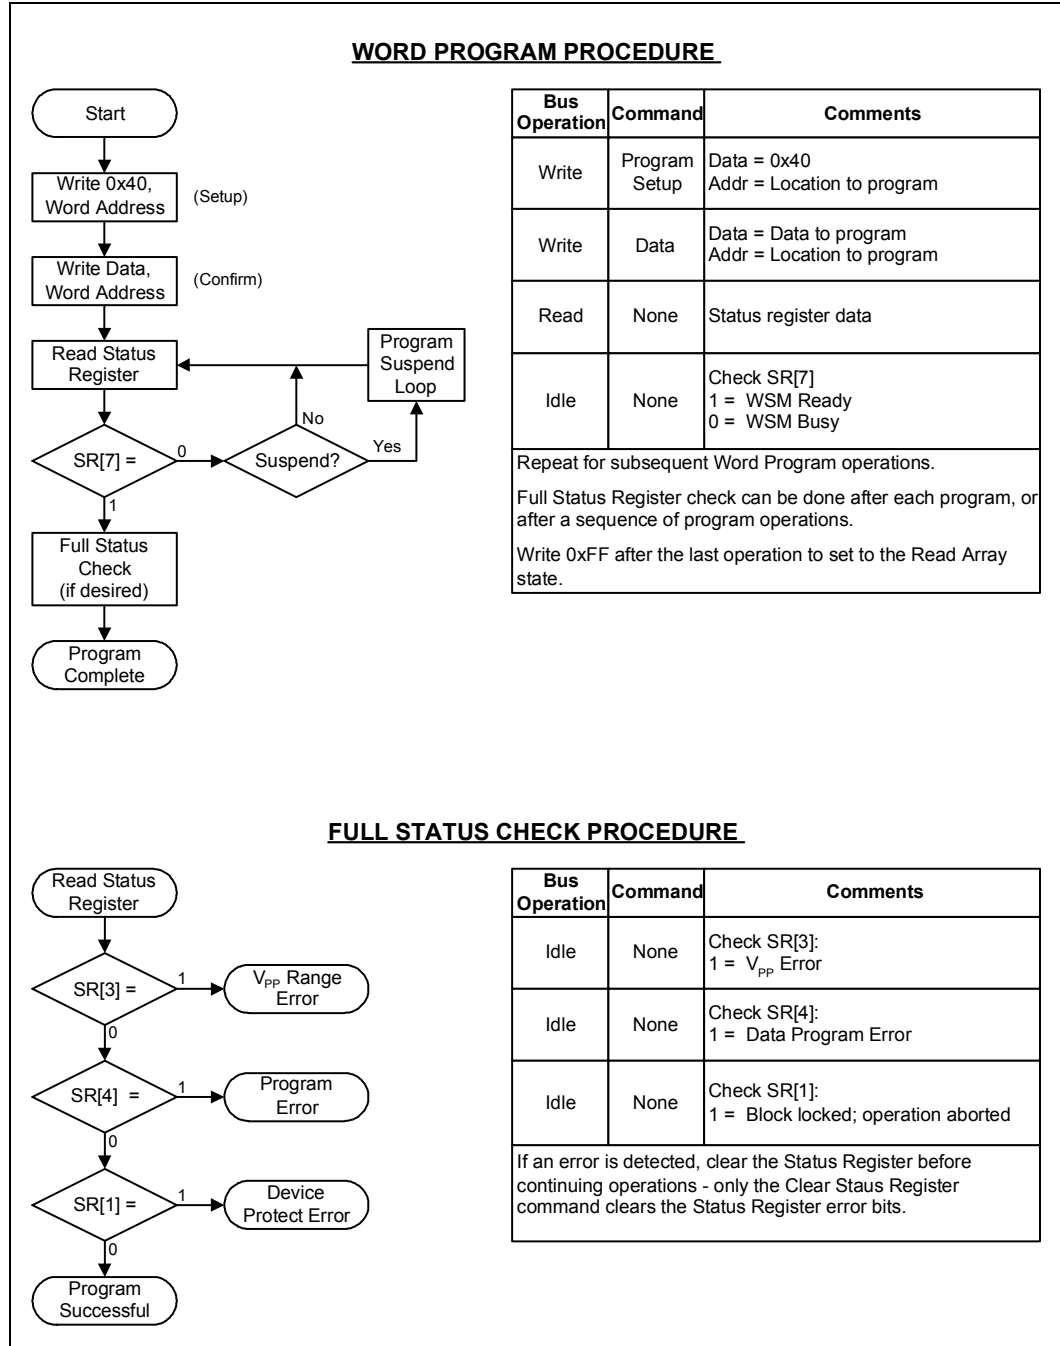 WORD PROGRAM PROCEDURE
Start
Write 0x40,
Word Address
(Setup)
Write Data,
Word Address
(Confirm)
Read Status
Register
Program
Suspend
Loop
No
SR[7] =
0
Suspend?
Yes
1
Full Status
Check
(if desired)
Program
Complete
Bus
Operation
Command
Comments
Write
Program
Setup
Data = 0x40
Addr = Location to program
Write
Data
Data = Data to program
Addr = Location to program
Read
None
Status register data
Idle
None
Check SR[7]
1 = WSM Ready
0 = WSM Busy
Repeat for subsequent Word Program operations.
Full Status Register check can be done after each program, or
after a sequence of program operations.
Write 0xFF after the last operation to set to the Read Array
state.
FULL STATUS CHECK PROCEDURE
Read Status
Register
SR[3] =
1
VPP Range
Error
0
SR[4] =
1
Program
Error
0
SR[1] =
1
Device
Protect Error
0
Program
Successful
Bus
Operation
Command
Comments
Idle
None
Check SR[3]:
1 = VPP Error
Idle
None
Check SR[4]:
1 = Data Program Error
Idle
None
Check SR[1]:
1 = Block locked; operation aborted
If an error is detected, clear the Status Register before
continuing operations - only the Clear Staus Register
command clears the Status Register error bits.